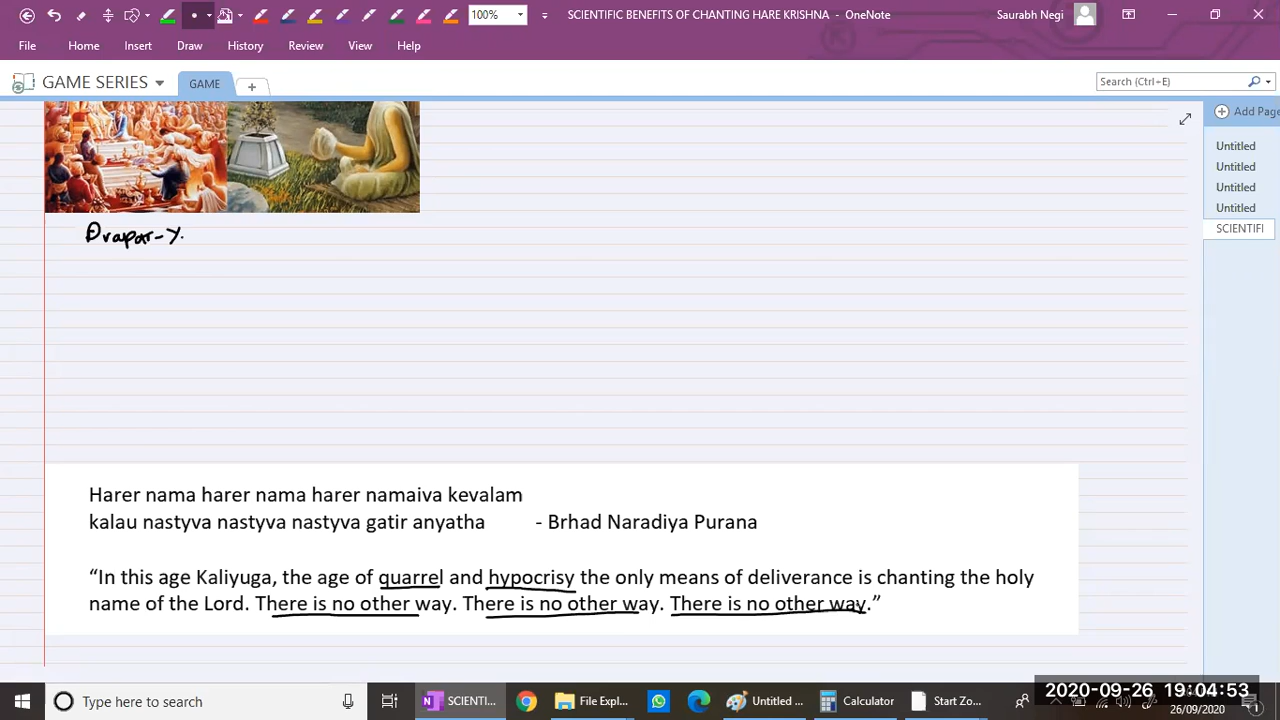 100%
SCIENTIFIC BENEFITS OF CHANTING HARE KRISHNA - OneNote
Saurabh Negi
File Home Insert Draw History Review View Help
GAME SERIES
GAME
Search (Ctrl+E)
Add Page
Untitled
Untitled
Untitled
Untitled
SCIENTIFI
Dvapar-Y.
Harer nama harer nama harer namaiva kevalam
kalau nastyva nastyva nastyva gatir anyatha - Brhad Naradiya Purana
“In this age Kaliyuga, the age of quarrel and hypocrisy the only means of deliverance is chanting the holy
name of the Lord. There is no other way. There is no other way. There is no other way.”
Type here to search
SCIENTI...
File Expl...
Untitled ...
Calculator
Start Zo...
2020-09-26 19:04:53
26/09/2020